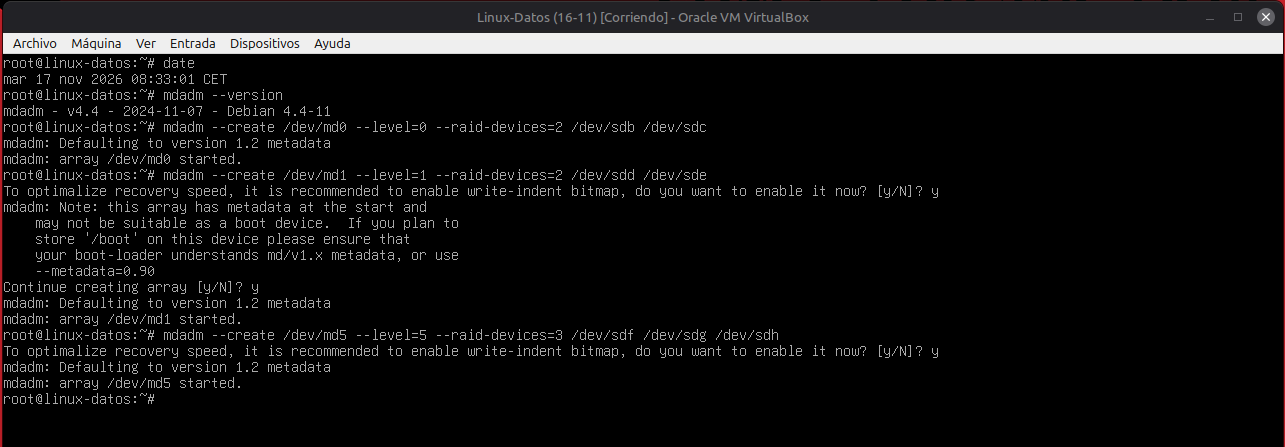 Linux-Datos (16-11) [Corriendo] - Oracle VM VirtualBox
Archivo Máquina Ver Entrada Dispositivos Ayuda
root@linux-datos:~# date
mar 17 nov 2026 08:33:01 CET
root@linux-datos:~# mdadm --version
mdadm - v4.4 - 2024-11-07 - Debian 4.4-11
root@linux-datos:~# mdadm --create /dev/md0 --level=0 --raid-devices=2 /dev/sdb /dev/sdc
mdadm: Defaulting to version 1.2 metadata
mdadm: array /dev/md0 started.
root@linux-datos:~# mdadm --create /dev/md1 --level=1 --raid-devices=2 /dev/sdd /dev/sde
To optimalize recovery speed, it is recommended to enable write-indent bitmap, do you want to enable it now? [y/N]? y
mdadm: Note: this array has metadata at the start and
    may not be suitable as a boot device.  If you plan to
    store '/boot' on this device please ensure that
    your boot-loader understands md/v1.x metadata, or use
    --metadata=0.90
Continue creating array [y/N]? y
mdadm: Defaulting to version 1.2 metadata
mdadm: array /dev/md1 started.
root@linux-datos:~# mdadm --create /dev/md5 --level=5 --raid-devices=3 /dev/sdf /dev/sdg /dev/sdh
To optimalize recovery speed, it is recommended to enable write-indent bitmap, do you want to enable it now? [y/N]? y
mdadm: Defaulting to version 1.2 metadata
mdadm: array /dev/md5 started.
root@linux-datos:~#